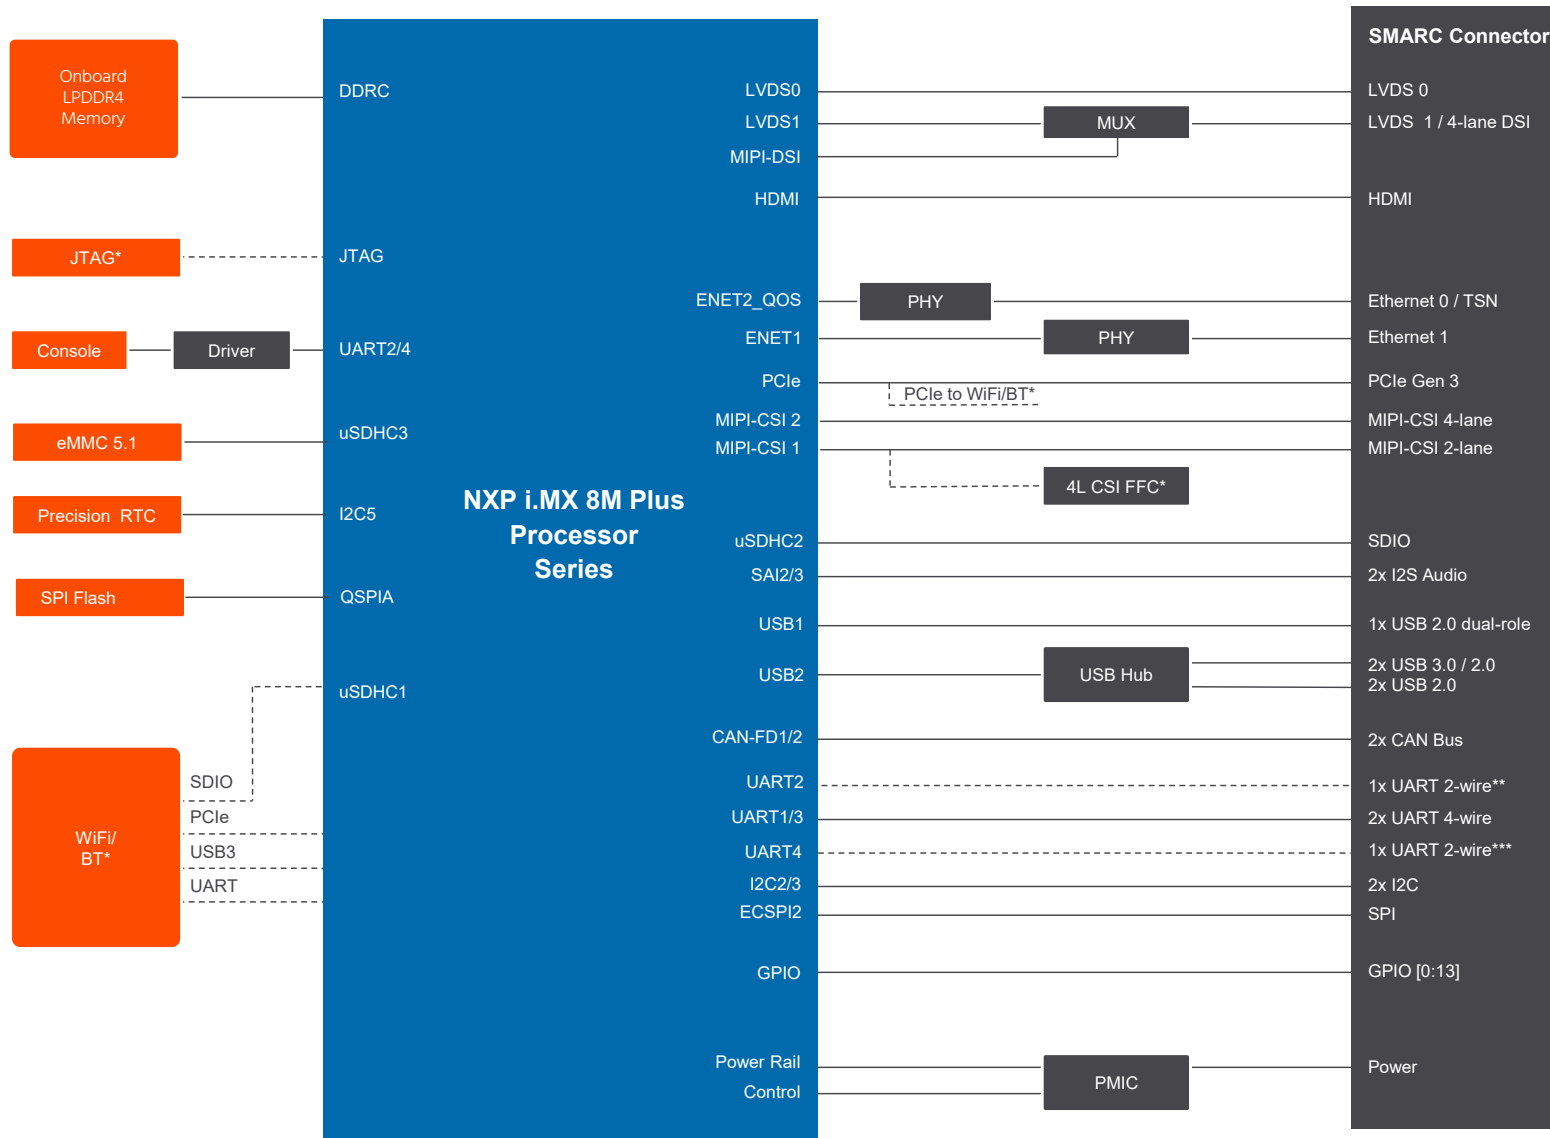 SMARC Connector
Onboard
LPDDR4
Memory
DDRC
LVDS0
LVDS 0
LVDS1
MUX
LVDS 1 / 4-lane DSI
MIPI-DSI
HDMI
HDMI
JTAG*
JTAG
ENET2_QOS
PHY
Ethernet 0 / TSN
Console
Driver
UART2/4
ENET1
PHY
Ethernet 1
PCIe
PCIe to WiFi/BT*
PCIe Gen 3
MIPI-CSI 2
MIPI-CSI 4-lane
eMMC 5.1
uSDHC3
MIPI-CSI 1
MIPI-CSI 2-lane
4L CSI FFC*
NXP i.MX 8M Plus
Processor
Series
Precision RTC
I2C5
uSDHC2
SDIO
SAI2/3
2x I2S Audio
SPI Flash
QSPIA
USB1
1x USB 2.0 dual-role
USB2
USB Hub
2x USB 3.0 / 2.0
2x USB 2.0
uSDHC1
CAN-FD1/2
2x CAN Bus
WiFi/
BT*
SDIO
PCIe
USB3
UART
UART2
1x UART 2-wire**
UART1/3
2x UART 4-wire
UART4
1x UART 2-wire***
I2C2/3
2x I2C
ECSPI2
SPI
GPIO
GPIO [0:13]
Power Rail
Control
PMIC
Power